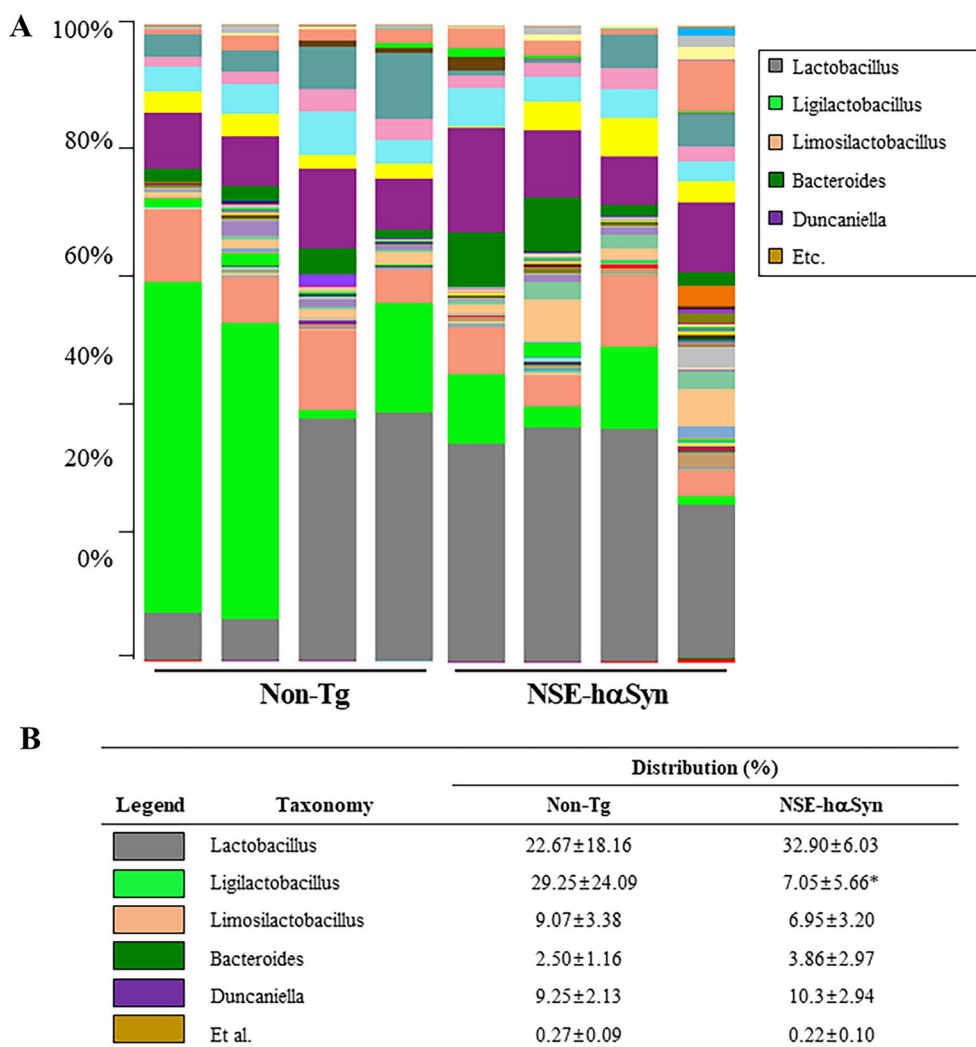 A
100%
80%
60%
40%
20%
0%
Lactobacillus
Ligilactobacillus
Limosilactobacillus
Bacteroides
Duncaniella
Etc.
Non-Tg NSE-hαSyn
B
Distribution (%)
Legend Taxonomy Non-Tg NSE-hαSyn
Lactobacillus 22.67±18.16 32.90±6.03
Ligilactobacillus 29.25±24.09 7.05±5.66*
Limosilactobacillus 9.07±3.38 6.95±3.20
Bacteroides 2.50±1.16 3.86±2.97
Duncaniella 9.25±2.13 10.3±2.94
Et al. 0.27±0.09 0.22±0.10